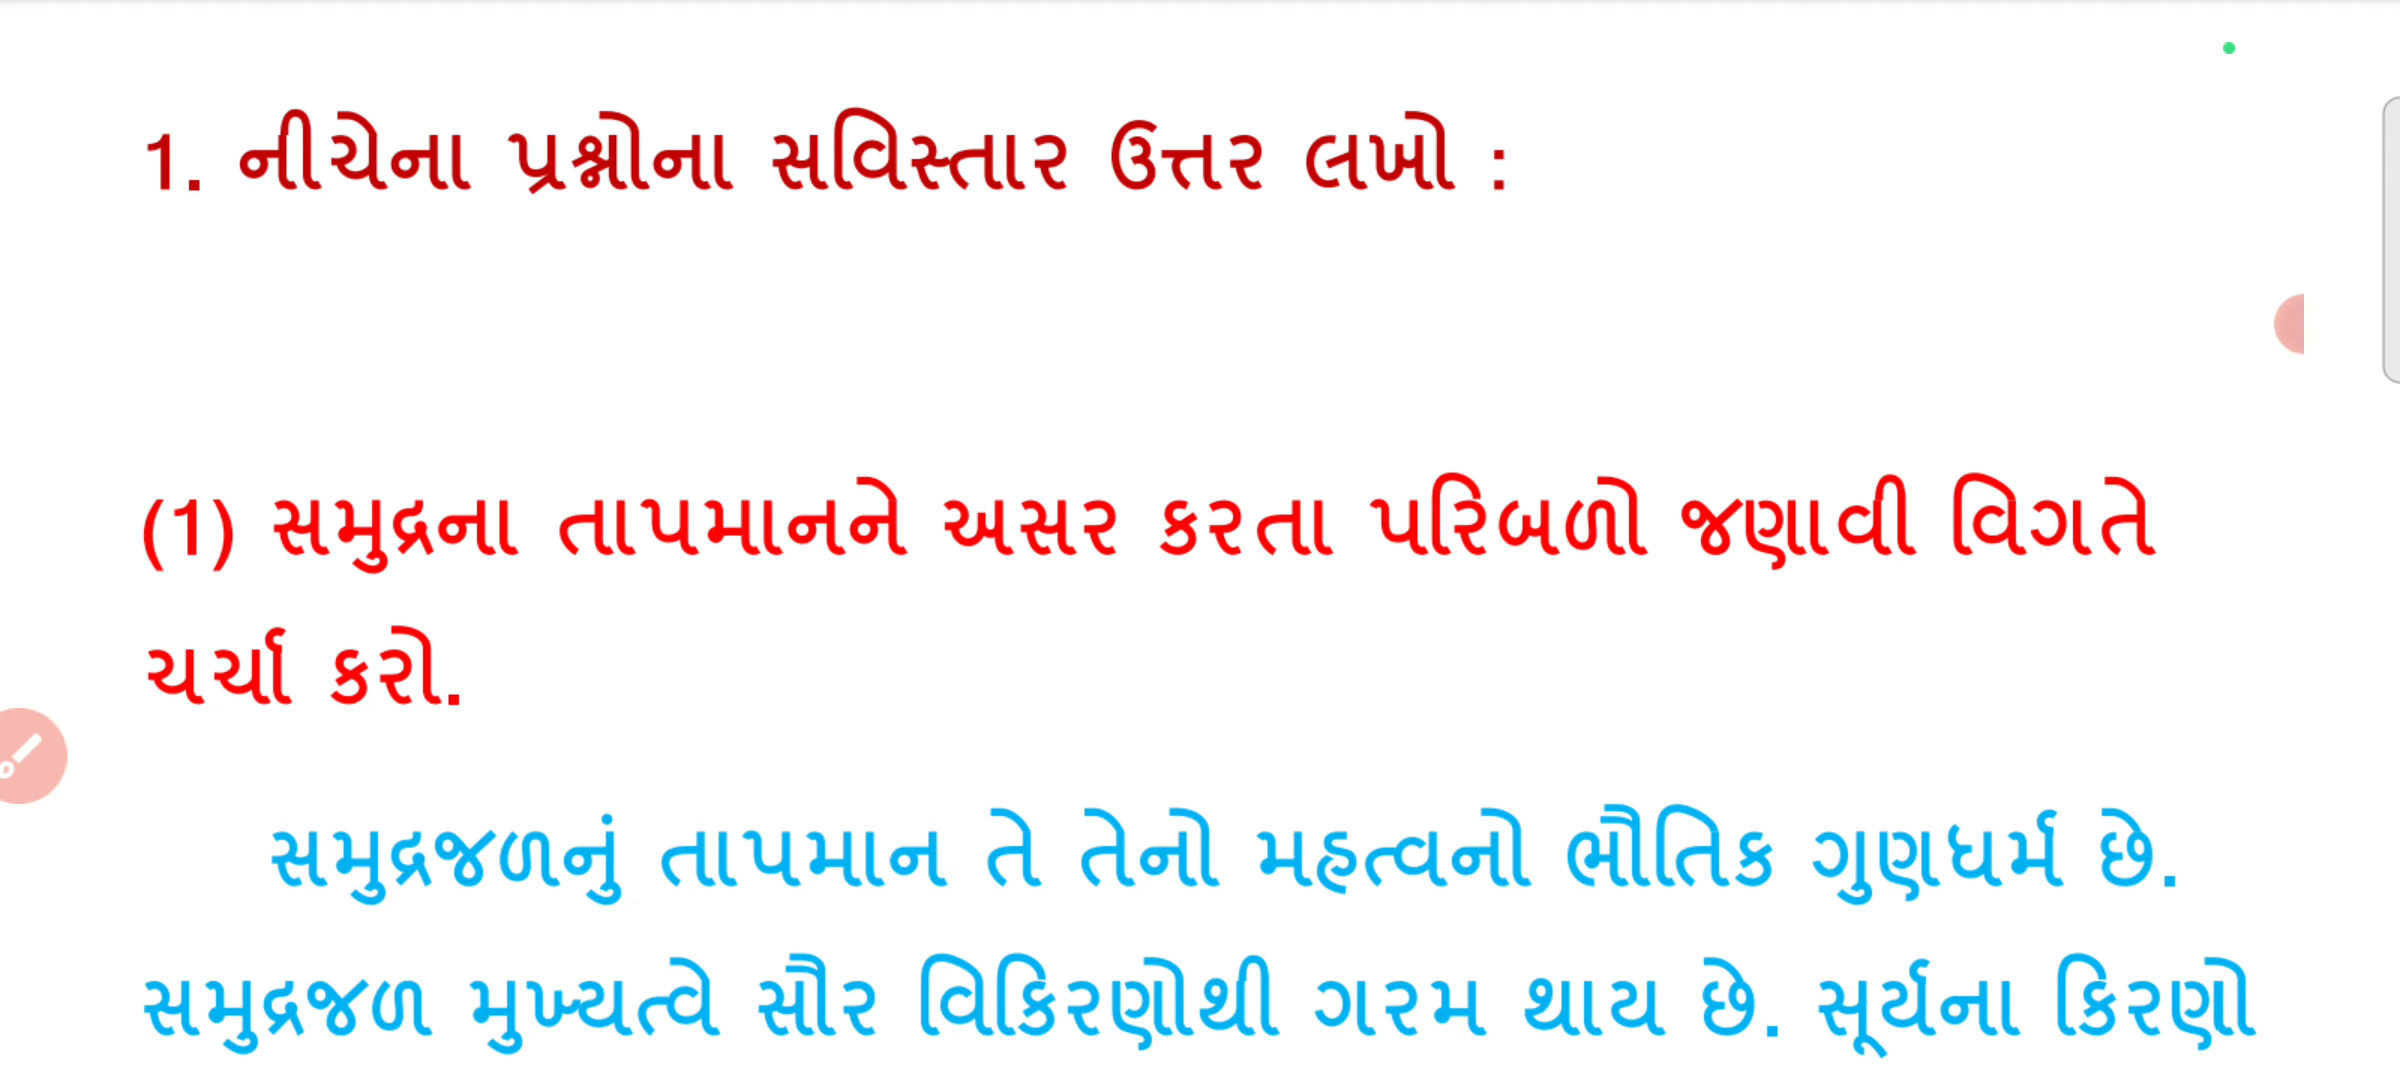 1. નીચેના પ્રશ્નોના સવિસ્તાર ઉત્તર લખો :
(1) સમુદ્રના તાપમાનને અસર કરતા પરિબળો જણાવી વિગતે
ચર્ચા કરો.
સમુદ્રજળનું તાપમાન તે તેનો મહત્વનો ભૌતિક ગુણધર્મ છે.
સમુદ્રજળ મુખ્યત્વે સૌર વિકિરણોથી ગરમ થાય છે. સૂર્યના કિરણો